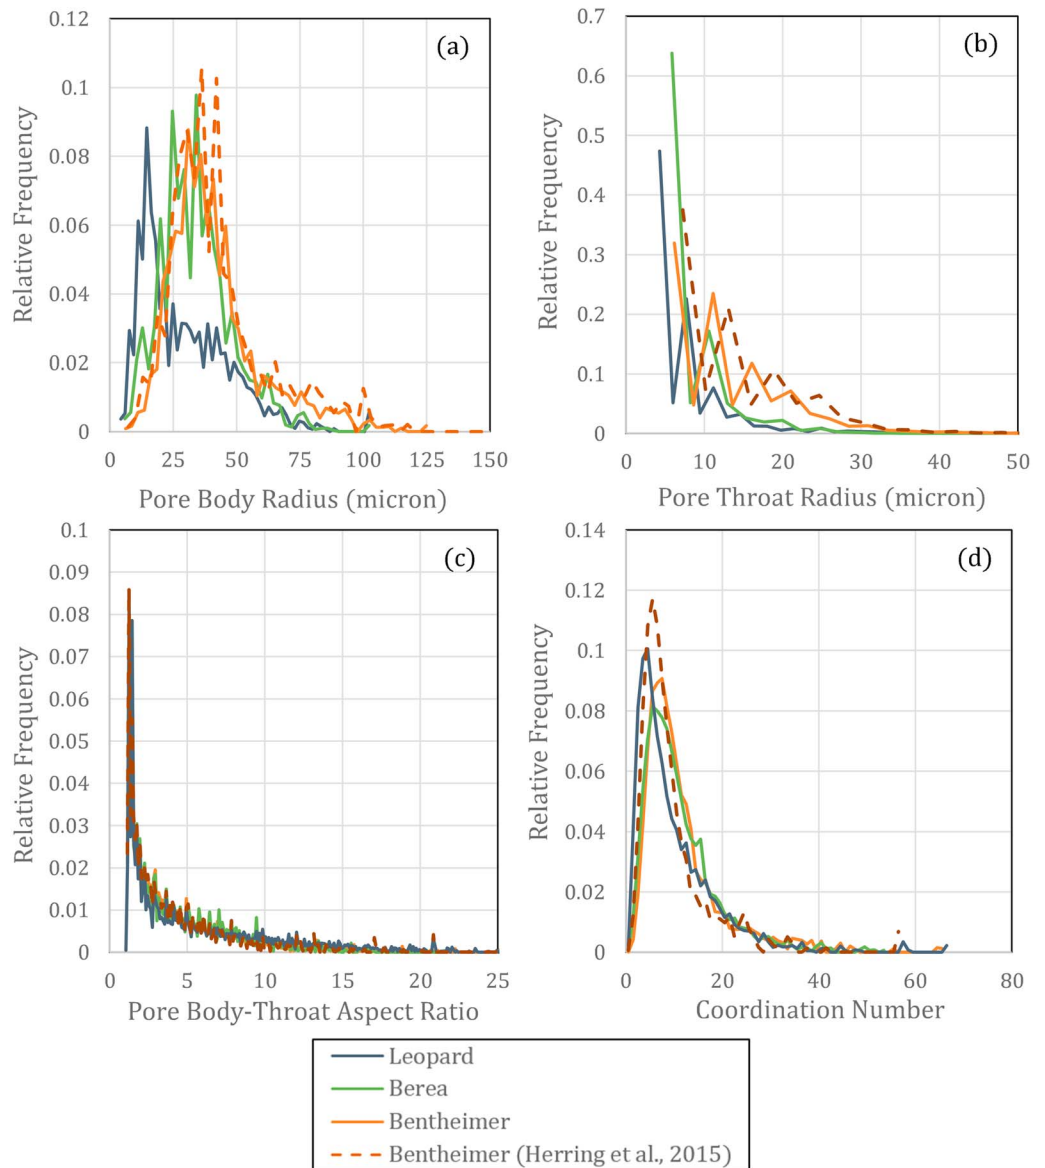 0.12
0.1
0.08
0.06
0.04
0.02
0
Relative Frequency
(a)
0 25 50 75 100 125 150
Pore Body Radius (micron)
0.7
0.6
0.5
0.4
0.3
0.2
0.1
0
Relative Frequency
(b)
0 10 20 30 40 50
Pore Throat Radius (micron)
0.1
0.09
0.08
0.07
0.06
0.05
0.04
0.03
0.02
0.01
0
Relative Frequency
(c)
0 5 10 15 20 25
Pore Body-Throat Aspect Ratio
0.14
0.12
0.1
0.08
0.06
0.04
0.02
0
Relative Frequency
(d)
0 20 40 60 80
Coordination Number
Leopard
Berea
Bentheimer
Bentheimer (Herring et al., 2015)